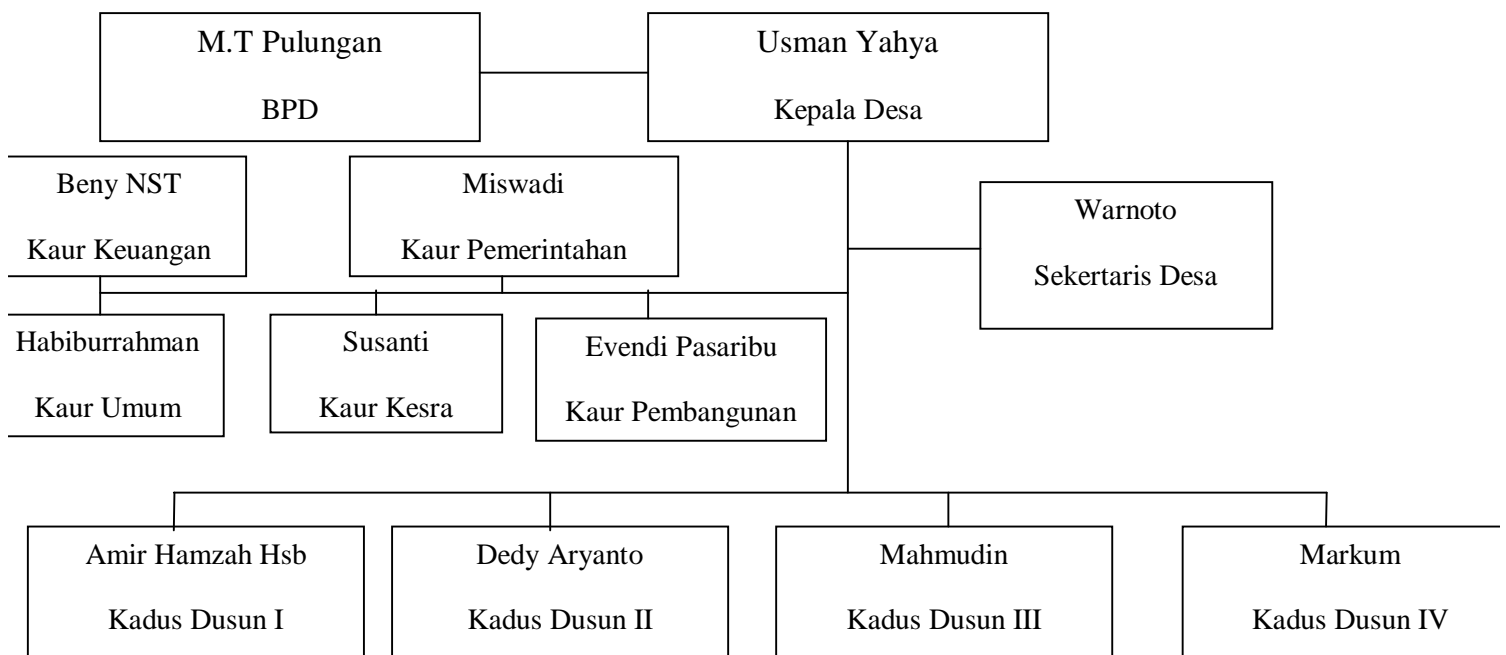 M.T Pulungan
BPD
Usman Yahya
Kepala Desa
Beny NST
Kaur Keuangan
Miswadi
Kaur Pemerintahan
Warnoto
Sekertaris Desa
Habiburrahman
Kaur Umum
Susanti
Kaur Kesra
Evendi Pasaribu
Kaur Pembangunan
Amir Hamzah Hsb
Kadus Dusun I
Dedy Aryanto
Kadus Dusun II
Mahmudin
Kadus Dusun III
Markum
Kadus Dusun IV